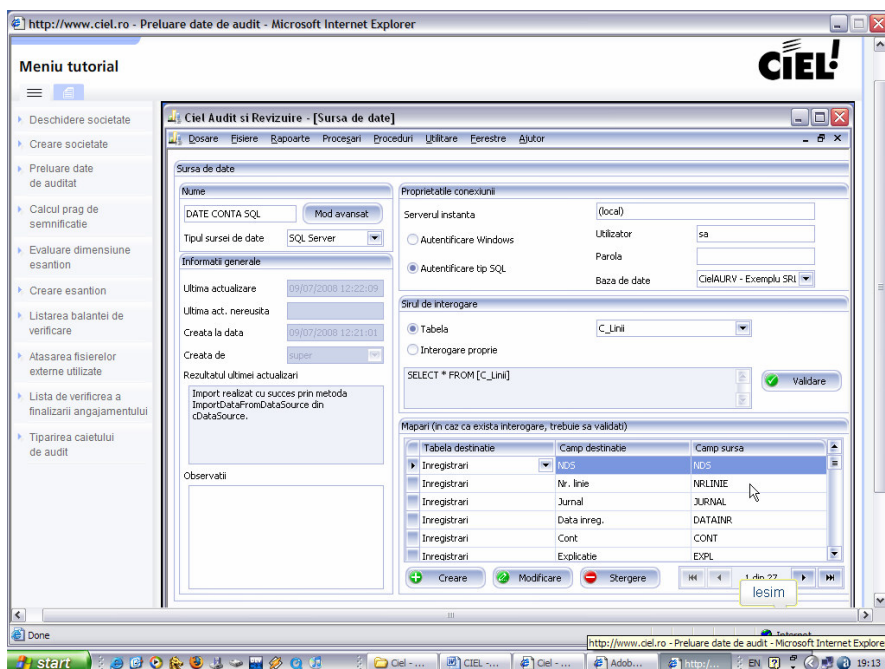 http://www.ciel.ro - Preluare date de audit - Microsoft Internet Explorer
Meniu tutorial
CIEL!
Deschidere societate
Creare societate
Preluare date
de auditat
Calcul prag de
semnificatie
Evaluare dimensiune
esantion
Creare esantion
Listarea balantei de
verificare
Atasarea fisierelor
externe utilizate
Lista de verificrea a
finalizarii angajamentului
Tiparirea caietului
de audit
Ciel Audit si Revizuire - [Sursa de date]
Dosare Fisiere Rapoarte Procesari Proceduri Utilitare Ferestre Ajutor
Sursa de date
Nume
DATE CONTA SQL Mod avansat
Tipul sursei de date SQL Server
Informatii generale
Ultima actualizare 09/07/2008 12:22:09
Ultima act. nereusita
Creata la data 09/07/2008 12:21:01
Creata de super
Rezultatul ultimei actualizari
Import realizat cu succes prin metoda
ImportDataFromDataSource din
cDataSource.
Observatii
Proprietatile conexiunii
Serverul instanta (local)
Autentificare Windows Utilizator sa
Parola
Autentificare tip SQL
Baza de date CielAURV - Exemplu SRL
Sirul de interogare
Tabela C_Linii
Interogare proprie
SELECT * FROM [C_Linii] Validare
Mapari (in caz ca exista interogare, trebuie sa validati)
Tabela destinatie Camp destinatie Camp sursa
Inregistrari NDS NDS
Inregistrari Nr. linie NRLINIE
Inregistrari Jurnal JURNAL
Inregistrari Data inreg. DATAINR
Inregistrari Cont CONT
Inregistrari Explicatie EXPL
Creare Modificare Stergere 1 din 27
Iesim
Done Internet
http://www.ciel.ro - Preluare date de audit - Microsoft Internet Explore
start Ciel - ... CIEL -... Ciel - ... Adob... http:/... EN 19:18